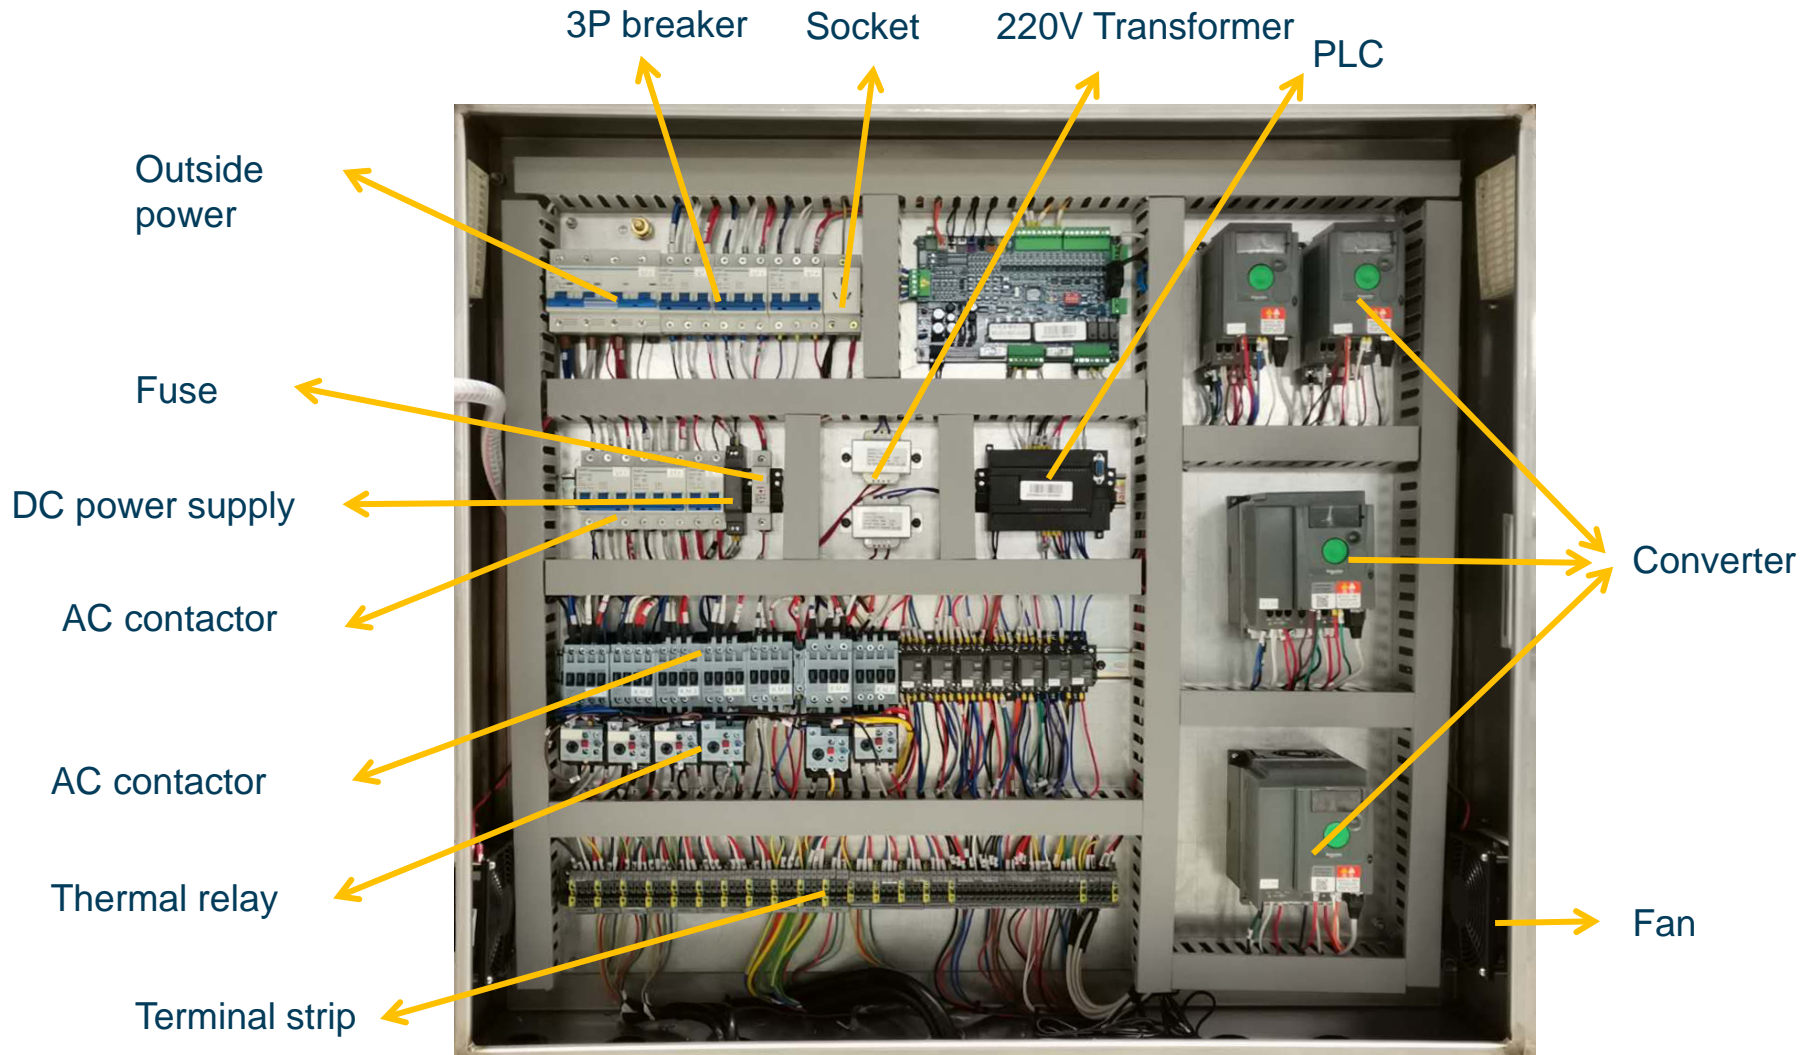 3P breaker
Socket
220V Transformer
PLC
Outside
power
Fuse
DC power supply
AC contactor
AC contactor
Thermal relay
Terminal strip
Converter
Fan